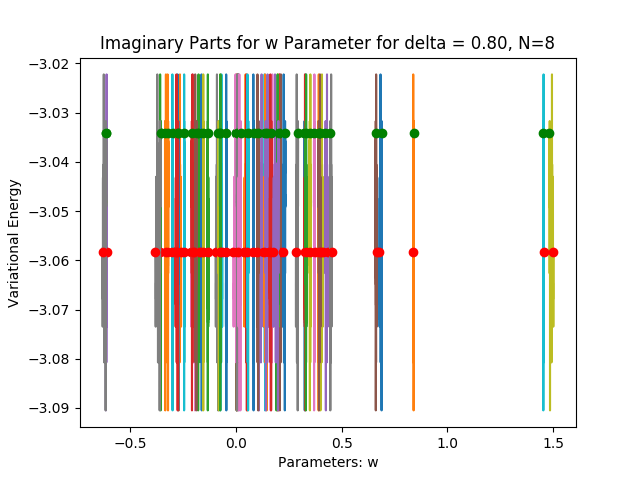 Imaginary Parts for w Parameter for delta = 0.80, N=8
−3.02
−3.03
−3.04
−3.05
−3.06
−3.07
−3.08
−3.09
Variational Energy
−0.5 0.0 0.5 1.0 1.5
Parameters: w